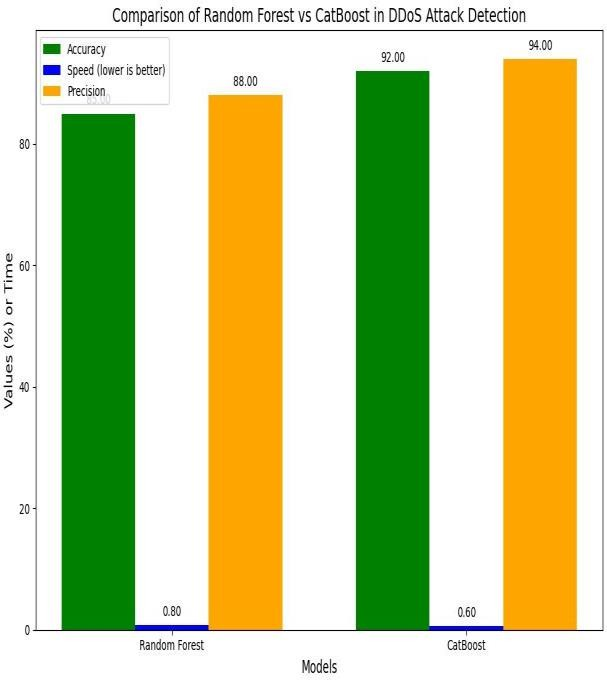 Comparison of Random Forest vs CatBoost in DDoS Attack Detection
Accuracy
Speed (lower is better)
Precision
85.00
88.00
92.00
94.00
80
60
40
20
0
Values (%) or Time
0.80
0.60
Random Forest
CatBoost
Models